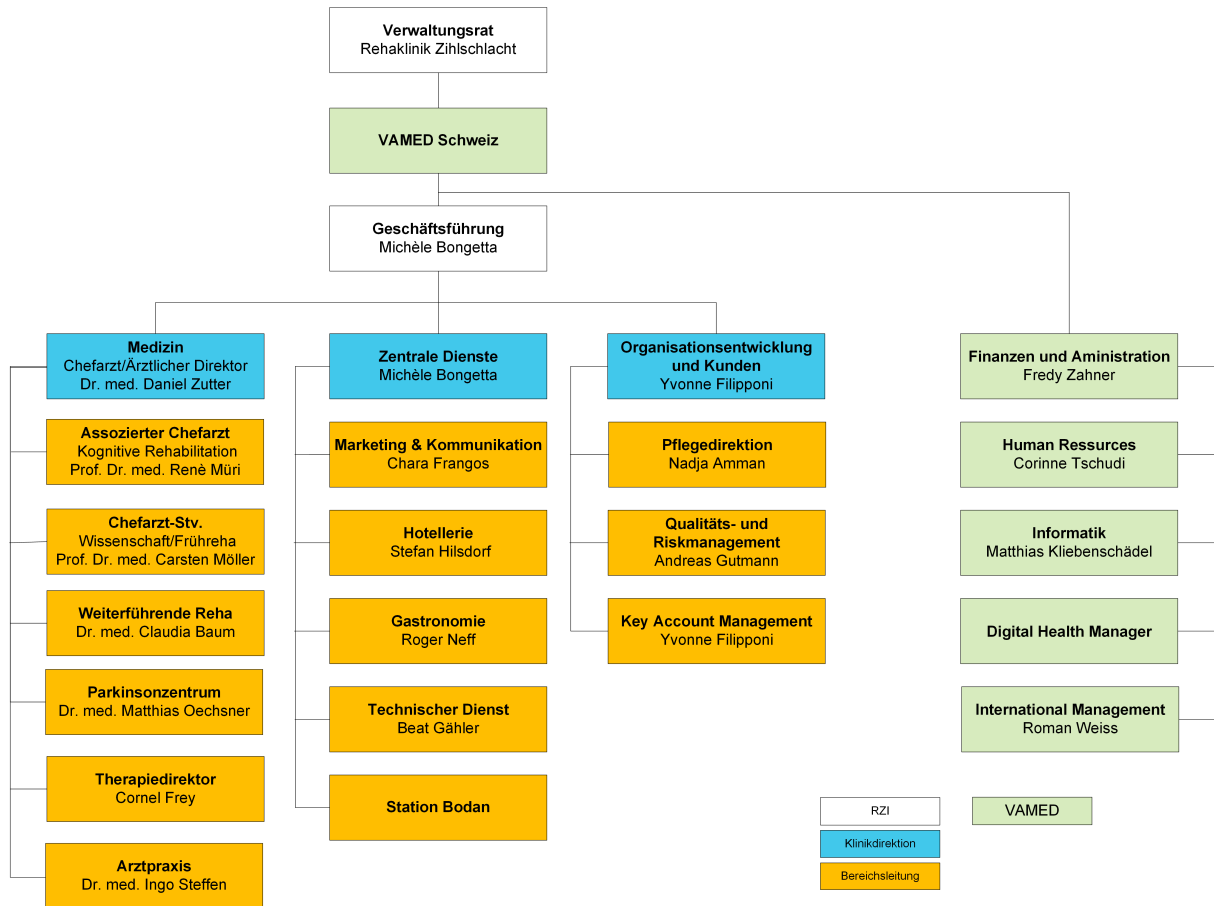 Verwaltungsrat
Rehaklinik Zihlschlacht
VAMED Schweiz
Geschäftsführung
Michèle Bongetta
Medizin
Chefarzt/Ärztlicher Direktor
Dr. med. Daniel Zutter
Assozierter Chefarzt
Kognitive Rehabilitation
Prof. Dr. med. Renè Müri
Chefarzt-Stv.
Wissenschaft/Frühreha
Prof. Dr. med. Carsten Möller
Weiterführende Reha
Dr. med. Claudia Baum
Parkinsonzentrum
Dr. med. Matthias Oechsner
Therapiedirektor
Cornel Frey
Arztpraxis
Dr. med. Ingo Steffen
Zentrale Dienste
Michèle Bongetta
Marketing & Kommunikation
Chara Frangos
Hotellerie
Stefan Hilsdorf
Gastronomie
Roger Neff
Technischer Dienst
Beat Gähler
Station Bodan
Organisationsentwicklung
und Kunden
Yvonne Filipponi
Pflegedirektion
Nadja Amman
Qualitäts- und
Riskmanagement
Andreas Gutmann
Key Account Management
Yvonne Filipponi
Finanzen und Aministration
Fredy Zahner
Human Ressurces
Corinne Tschudi
Informatik
Matthias Kliebenschädel
Digital Health Manager
International Management
Roman Weiss
RZI
VAMED
Klinikdirektion
Bereichsleitung